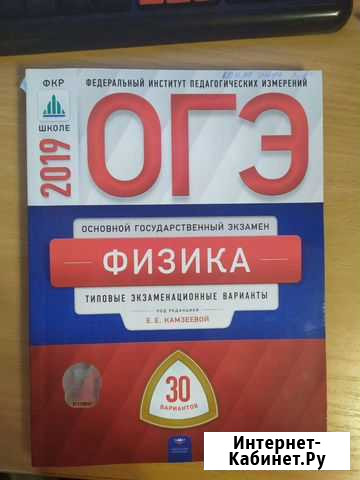 ФКР
ШКОЛЕ
ФЕДЕРАЛЬНЫЙ ИНСТИТУТ ПЕДАГОГИЧЕСКИХ ИЗМЕРЕНИЙ
2019
ОГЭ
ОСНОВНОЙ ГОСУДАРСТВЕННЫЙ ЭКЗАМЕН
ФИЗИКА
ТИПОВЫЕ ЭКЗАМЕНАЦИОННЫЕ ВАРИАНТЫ
ПОД РЕДАКЦИЕЙ
Е. Е. КАМЗЕЕВОЙ
30
ВАРИАНТОВ
Интернет-
Кабинет.Ру